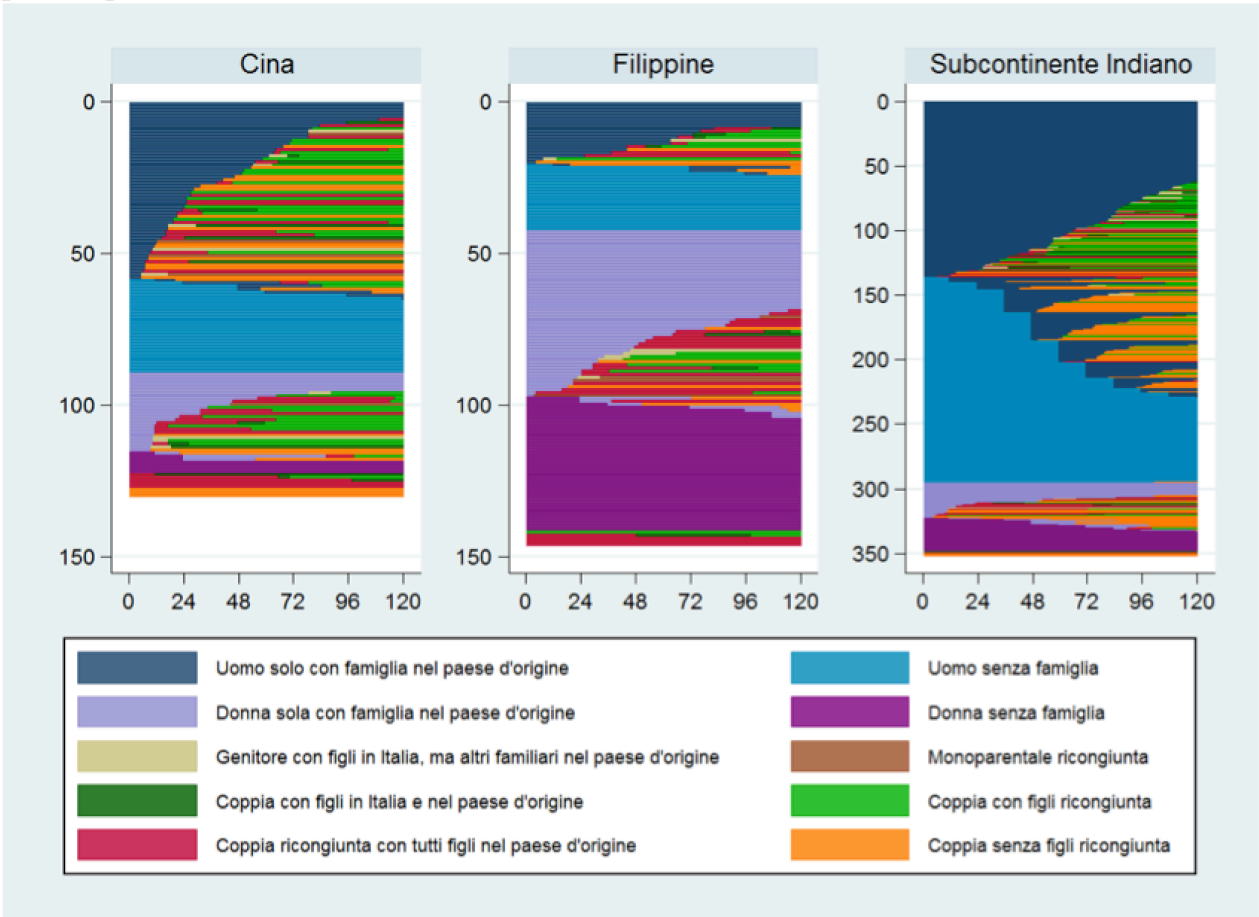 Cina
Filippine
Subcontinente Indiano
0
50
100
150
0
50
100
150
0
50
100
150
200
250
300
350
0 24 48 72 96 120
0 24 48 72 96 120
0 24 48 72 96 120
Uomo solo con famiglia nel paese d'origine
Uomo senza famiglia
Donna sola con famiglia nel paese d'origine
Donna senza famiglia
Genitore con figli in Italia, ma altri familiari nel paese d'origine
Monoparentale ricongiunta
Coppia con figli in Italia e nel paese d'origine
Coppia con figli ricongiunta
Coppia ricongiunta con tutti figli nel paese d'origine
Coppia senza figli ricongiunta